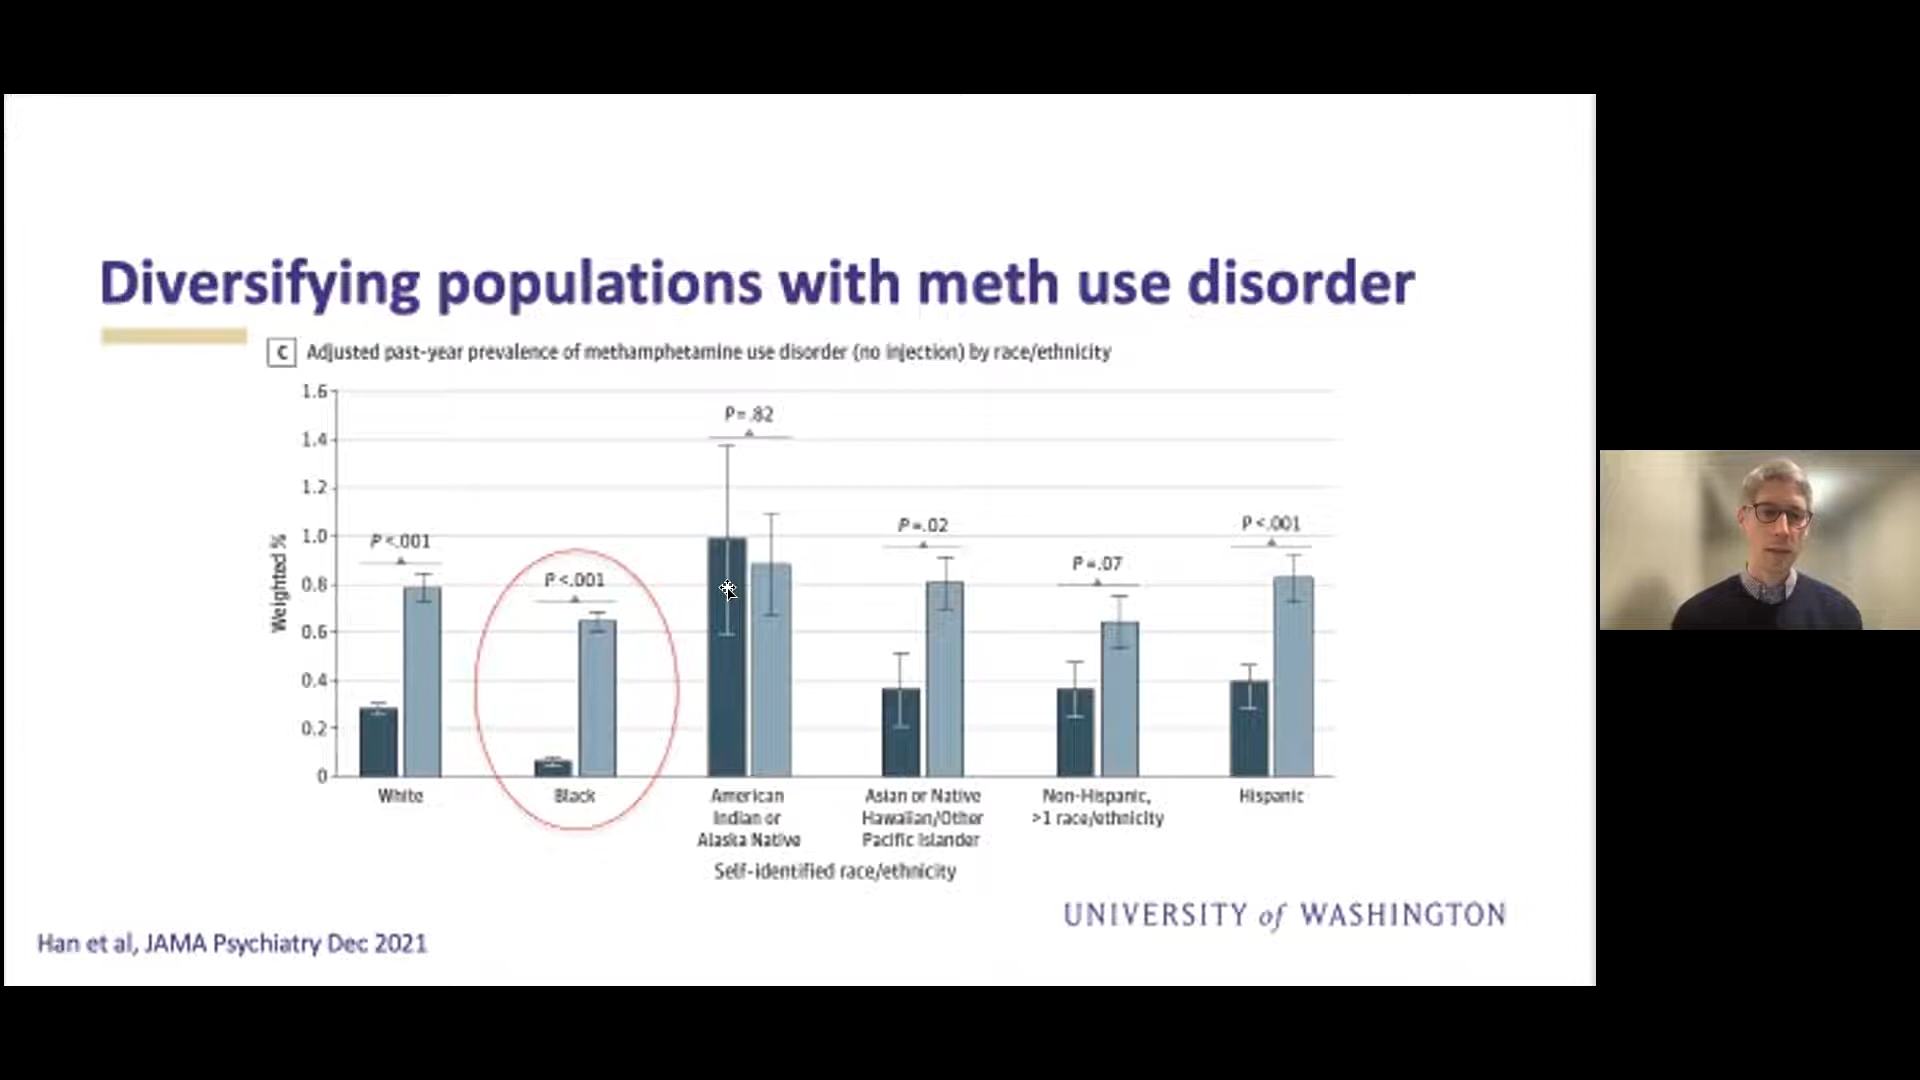 Diversifying populations with meth use disorder
C Adjusted past-year prevalence of methamphetamine use disorder (no injection) by race/ethnicity
1.6
1.4
1.2
1.0
0.8
0.6
0.4
0.2
0
Weighted %
P<.001
P<.001
P=.82
P=.02
P=.07
P<.001
White
Black
American
Indian or
Alaska Native
Asian or Native
Hawaiian/Other
Pacific Islander
Non-Hispanic,
>1 race/ethnicity
Hispanic
Self-identified race/ethnicity
UNIVERSITY of WASHINGTON
Han et al, JAMA Psychiatry Dec 2021